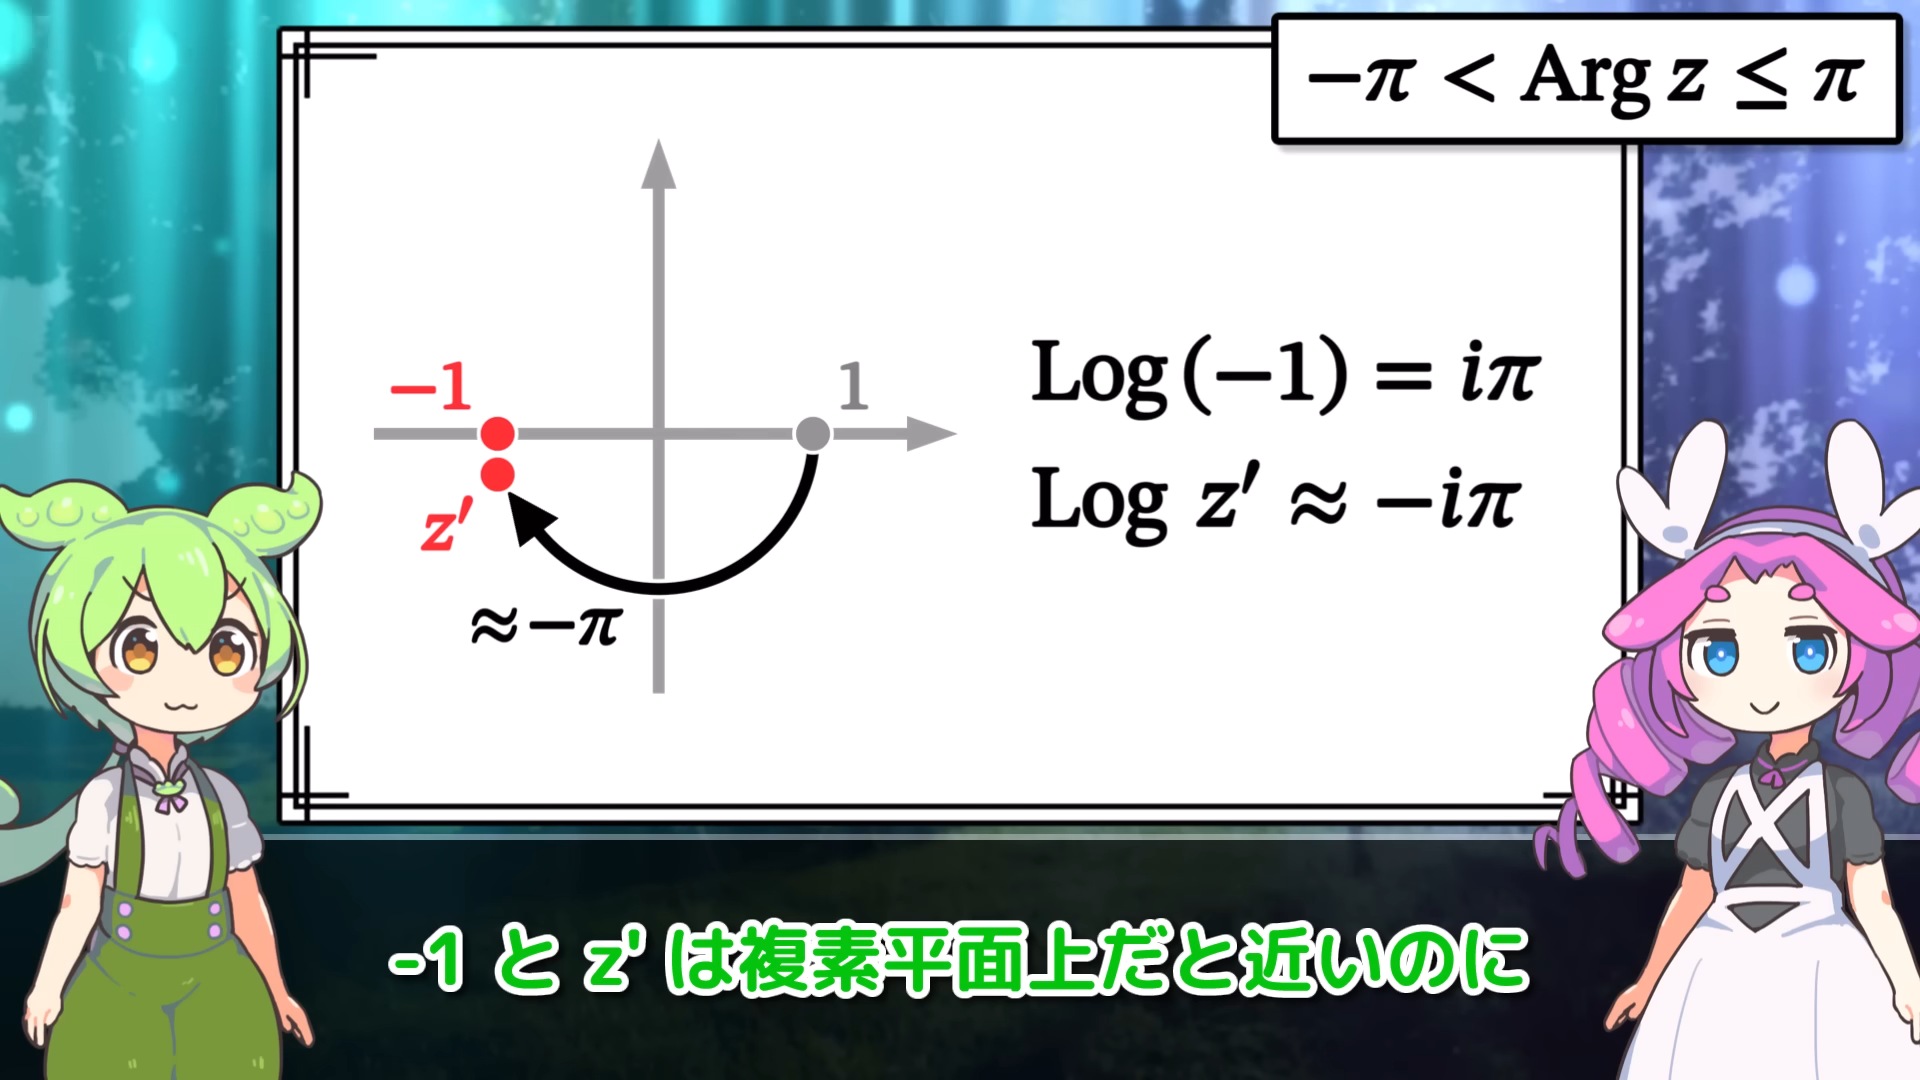 −π < Arg z ≤ π
−1
1
Log (−1) = iπ
Log z′ ≈ −iπ
z′
≈−π
-1 と z' は複素平面上だと近いのに